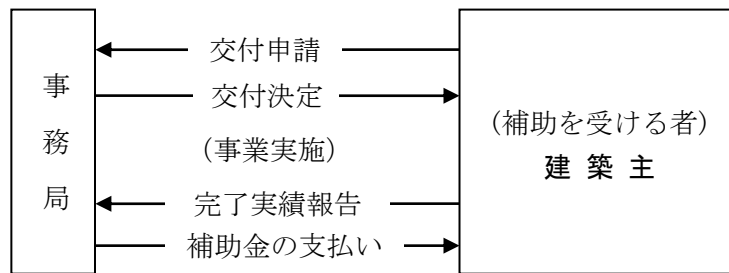 事務局
交付申請
交付決定
（事業実施）
完了実績報告
補助金の支払い
（補助を受ける者）
建 築 主